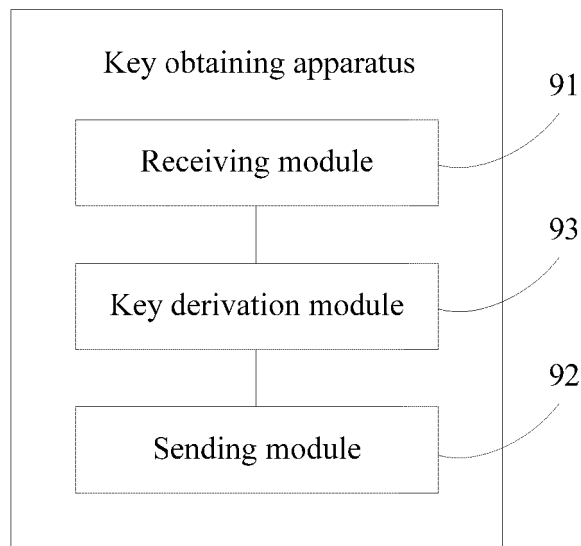 Key obtaining apparatus
91
Receiving module
93
Key derivation module
92
Sending module